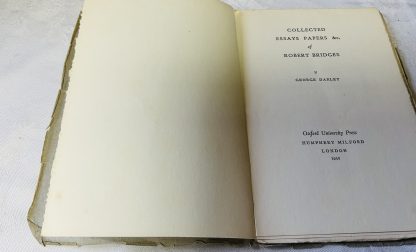 COLLECTED
ESSAYS PAPERS &c.
of
ROBERT BRIDGES
GEORGE DARLEY
Oxford University Press
HUMPHREY MILFORD
LONDON